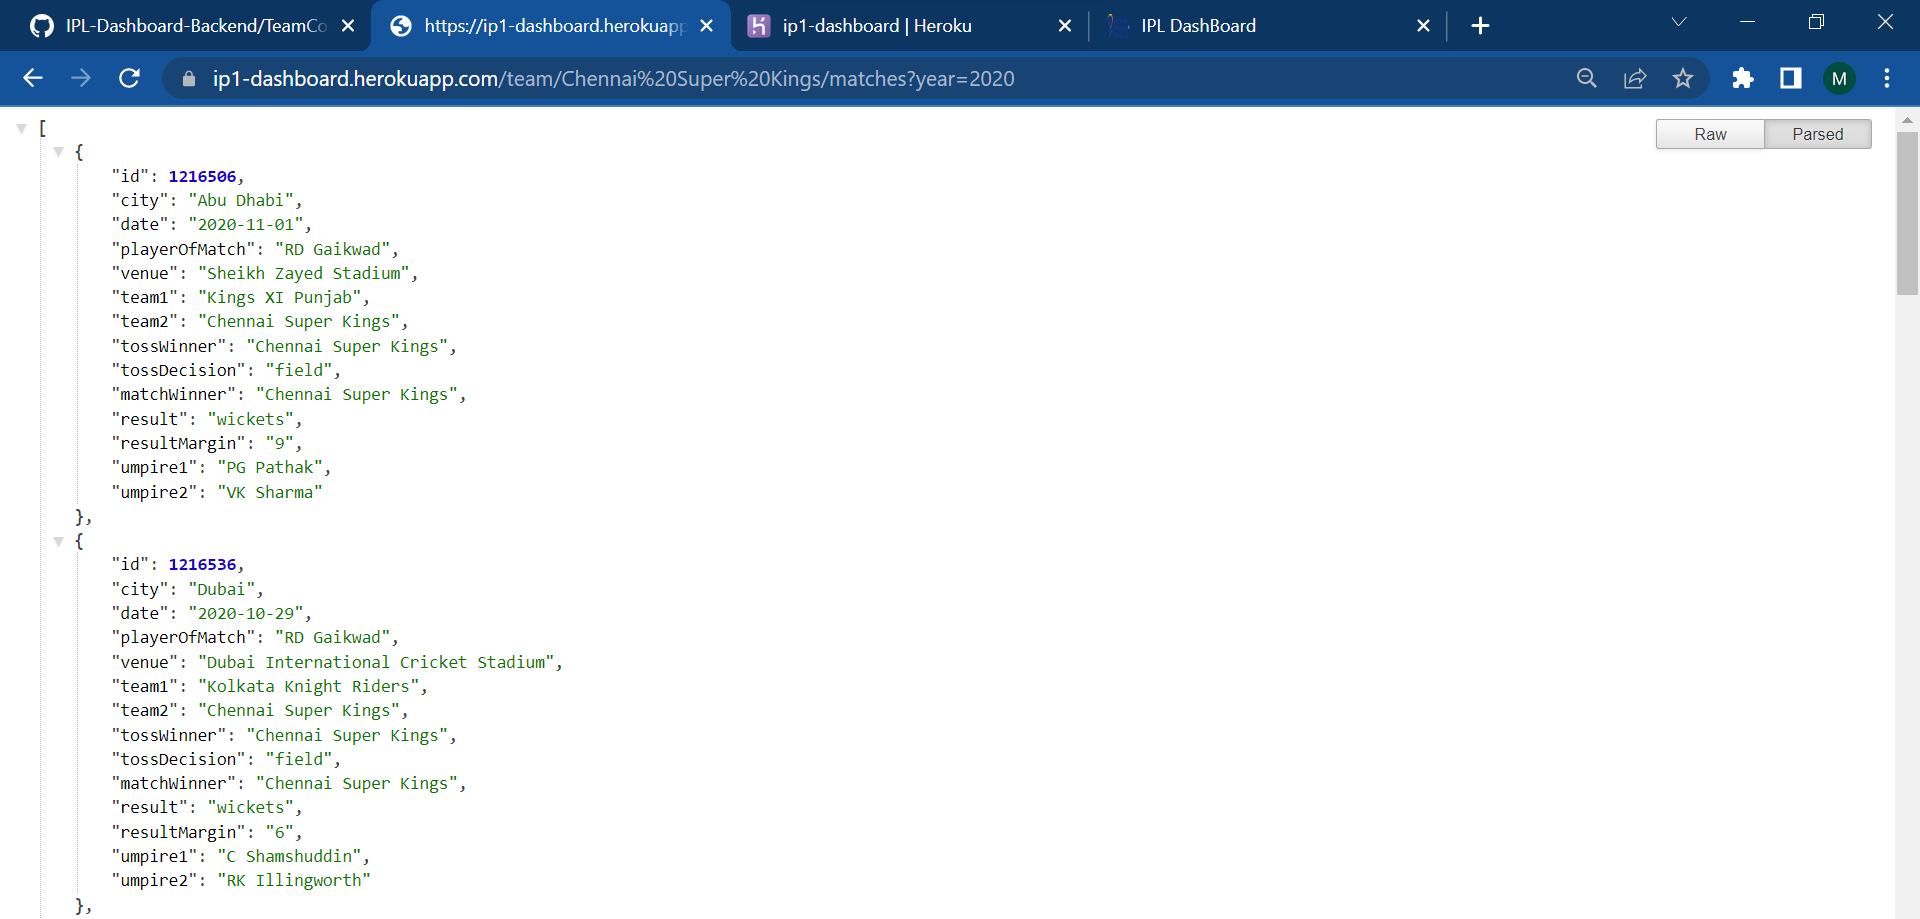 IPL-Dashboard-Backend/TeamCo
https://ip1-dashboard.herokuapp
ip1-dashboard | Heroku
IPL DashBoard
ip1-dashboard.herokuapp.com/team/Chennai%20Super%20Kings/matches?year=2020
M
Raw
Parsed
[
{
"id": 1216506,
"city": "Abu Dhabi",
"date": "2020-11-01",
"playerOfMatch": "RD Gaikwad",
"venue": "Sheikh Zayed Stadium",
"team1": "Kings XI Punjab",
"team2": "Chennai Super Kings",
"tossWinner": "Chennai Super Kings",
"tossDecision": "field",
"matchWinner": "Chennai Super Kings",
"result": "wickets",
"resultMargin": "9",
"umpire1": "PG Pathak",
"umpire2": "VK Sharma"
},
{
"id": 1216536,
"city": "Dubai",
"date": "2020-10-29",
"playerOfMatch": "RD Gaikwad",
"venue": "Dubai International Cricket Stadium",
"team1": "Kolkata Knight Riders",
"team2": "Chennai Super Kings",
"tossWinner": "Chennai Super Kings",
"tossDecision": "field",
"matchWinner": "Chennai Super Kings",
"result": "wickets",
"resultMargin": "6",
"umpire1": "C Shamshuddin",
"umpire2": "RK Illingworth"
},